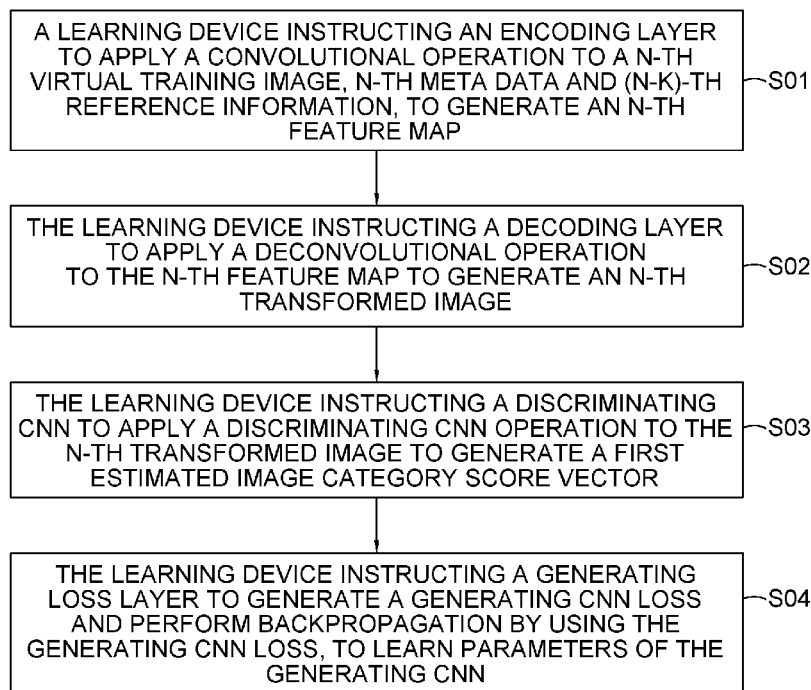 A LEARNING DEVICE INSTRUCTING AN ENCODING LAYER
TO APPLY A CONVOLUTIONAL OPERATION TO A N-TH
VIRTUAL TRAINING IMAGE, N-TH META DATA AND (N-K)-TH
REFERENCE INFORMATION, TO GENERATE AN N-TH
FEATURE MAP
S01
THE LEARNING DEVICE INSTRUCTING A DECODING LAYER
TO APPLY A DECONVOLUTIONAL OPERATION
TO THE N-TH FEATURE MAP TO GENERATE AN N-TH
TRANSFORMED IMAGE
S02
THE LEARNING DEVICE INSTRUCTING A DISCRIMINATING
CNN TO APPLY A DISCRIMINATING CNN OPERATION TO THE
N-TH TRANSFORMED IMAGE TO GENERATE A FIRST
ESTIMATED IMAGE CATEGORY SCORE VECTOR
S03
THE LEARNING DEVICE INSTRUCTING A GENERATING
LOSS LAYER TO GENERATE A GENERATING CNN LOSS
AND PERFORM BACKPROPAGATION BY USING THE
GENERATING CNN LOSS, TO LEARN PARAMETERS OF THE
GENERATING CNN
S04